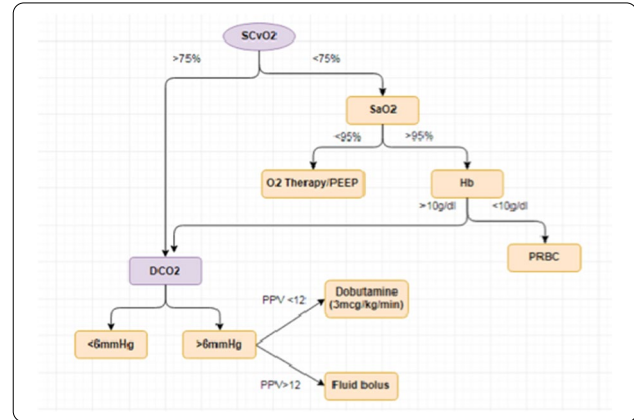 SCvO2
>75%
<75%
SaO2
<95%
>95%
O2 Therapy/PEEP
Hb
>10g/dl
<10g/dl
PRBC
DCO2
PPV <12
Dobutamine
(3mcg/kg/min)
<6mmHg
>6mmHg
PPV>12
Fluid bolus